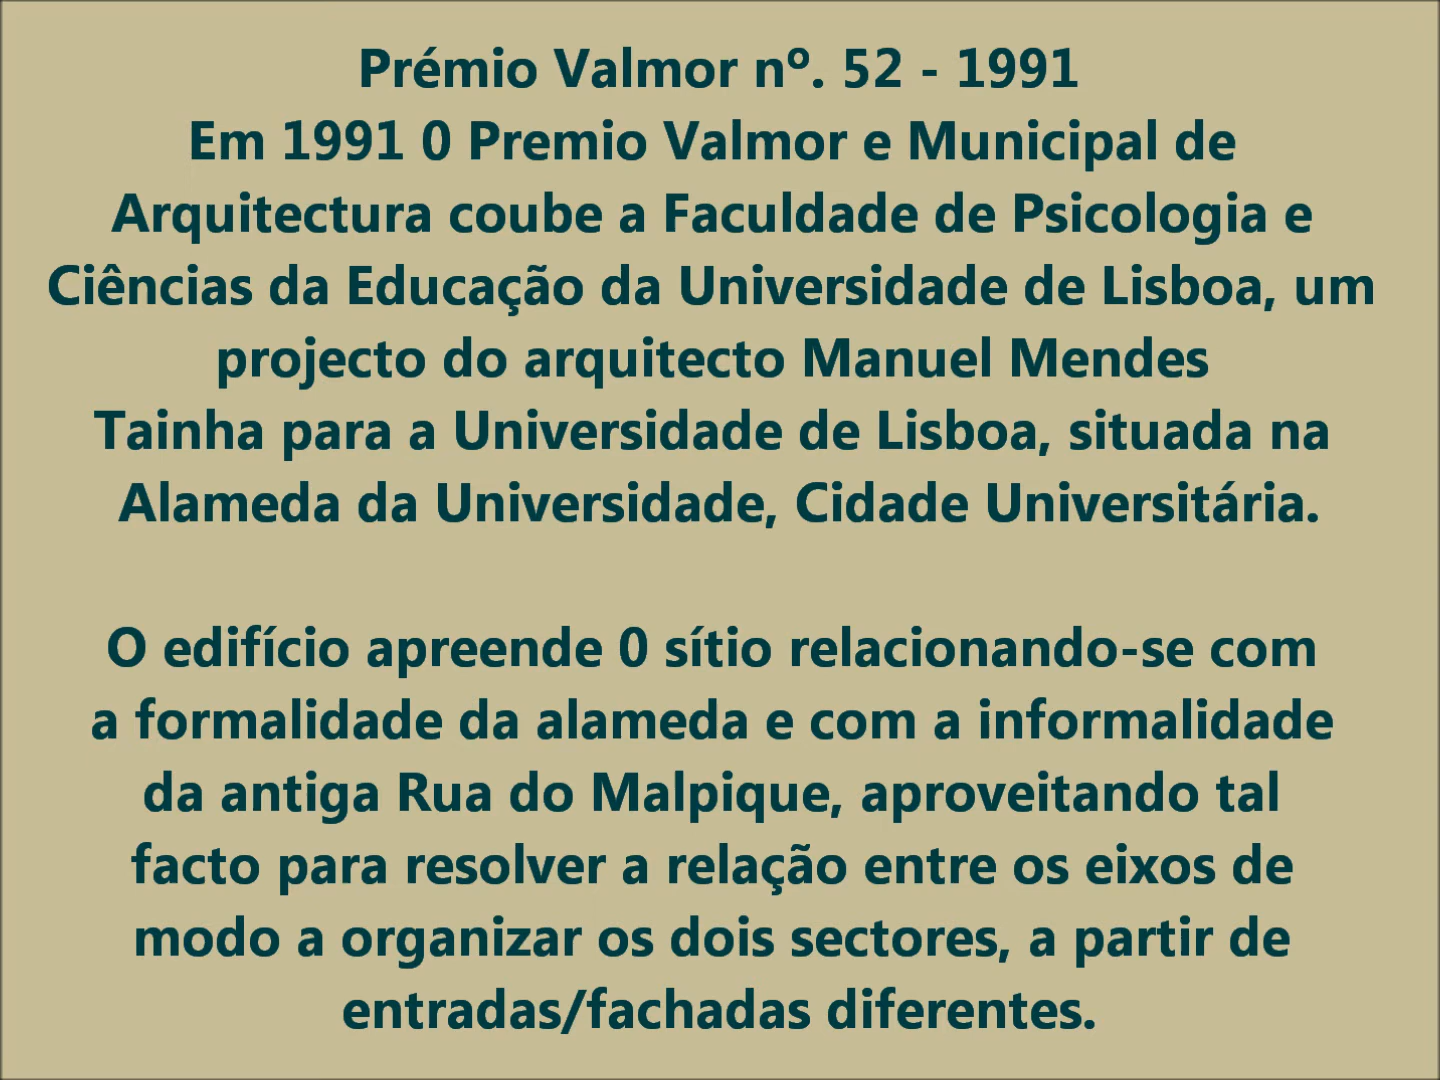 Prémio Valmor nº. 52 - 1991
Em 1991 0 Premio Valmor e Municipal de
Arquitectura coube a Faculdade de Psicologia e
Ciências da Educação da Universidade de Lisboa, um
projecto do arquitecto Manuel Mendes
Tainha para a Universidade de Lisboa, situada na
Alameda da Universidade, Cidade Universitária.
O edifício apreende 0 sítio relacionando-se com
a formalidade da alameda e com a informalidade
da antiga Rua do Malpique, aproveitando tal
facto para resolver a relação entre os eixos de
modo a organizar os dois sectores, a partir de
entradas/fachadas diferentes.